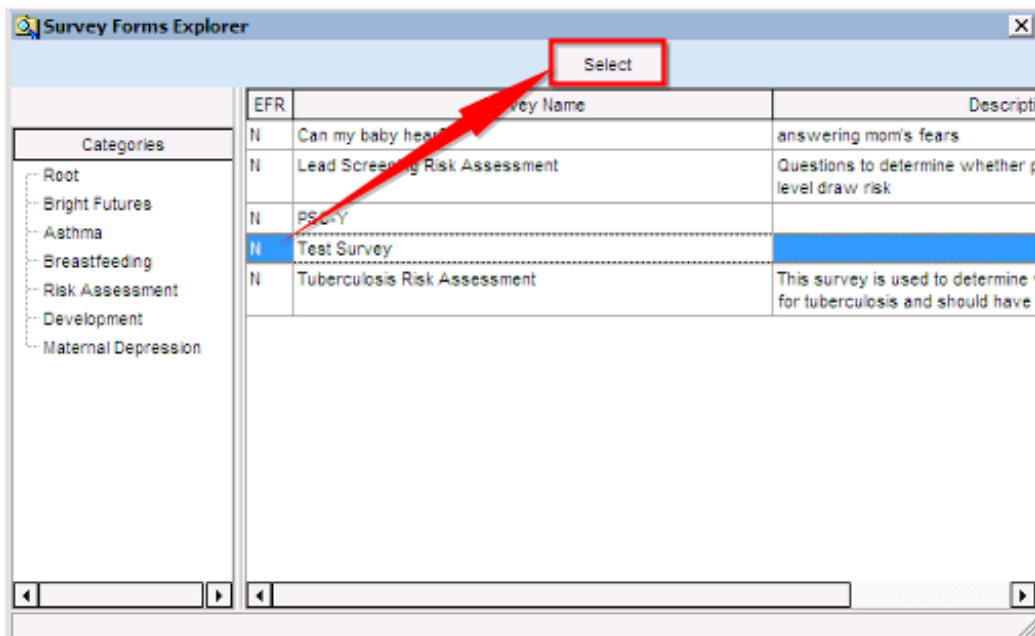 Survey Forms Explorer
Select
Categories
Root
Bright Futures
Asthma
Breastfeeding
Risk Assessment
Development
Maternal Depression
EFR vey Name Descripti
N Can my baby hear answering mom's fears
N Lead Screening Risk Assessment Questions to determine whether p
level draw risk
N PSC-Y
N Test Survey
N Tuberculosis Risk Assessment This survey is used to determine
for tuberculosis and should have